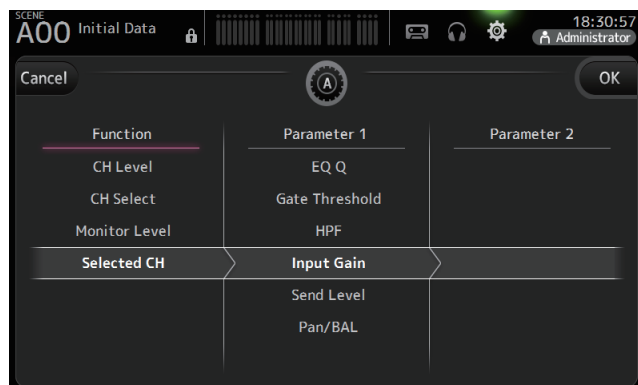 SCENE
A00 Initial Data
18:30:57
Administrator
Cancel
A
OK
Function
Parameter 1
Parameter 2
CH Level
EQ Q
CH Select
Gate Threshold
Monitor Level
HPF
Selected CH
Input Gain
Send Level
Pan/BAL